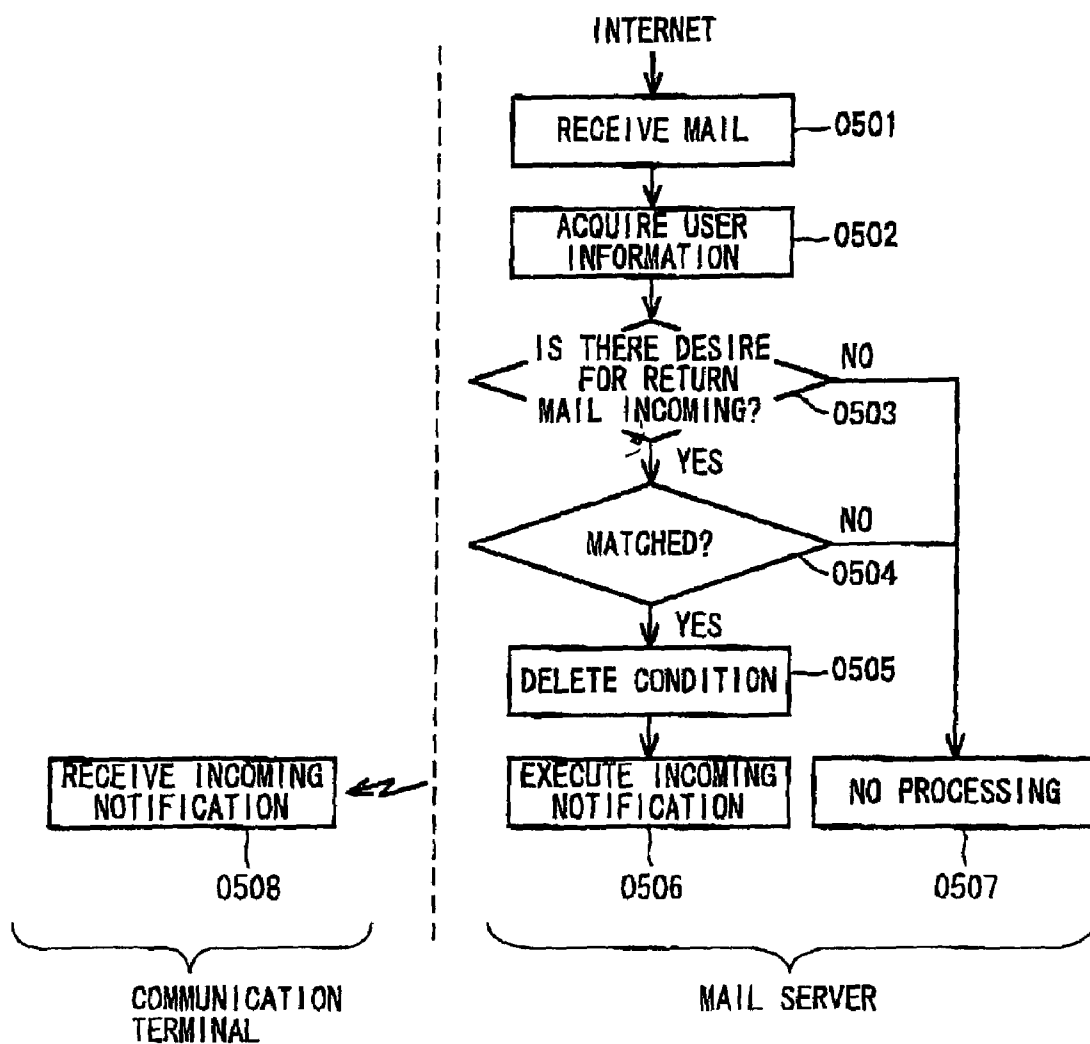 INTERNET
RECEIVE MAIL
0501
ACQUIRE USER
INFORMATION
0502
IS THERE DESIRE
FOR RETURN
MAIL INCOMING?
NO
0503
YES
MATCHED?
NO
0504
YES
DELETE CONDITION
0505
RECEIVE INCOMING
NOTIFICATION
EXECUTE INCOMING
NOTIFICATION
NO PROCESSING
0508
0506
0507
COMMUNICATION
TERMINAL
MAIL SERVER